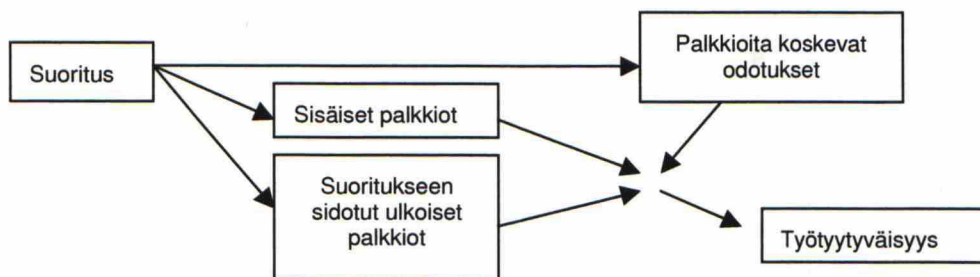 Suoritus
Palkkioita koskevat
odotukset
Sisäiset palkkiot
Suoritukseen
sidotut ulkoiset
palkkiot
Työtyytyväisyys